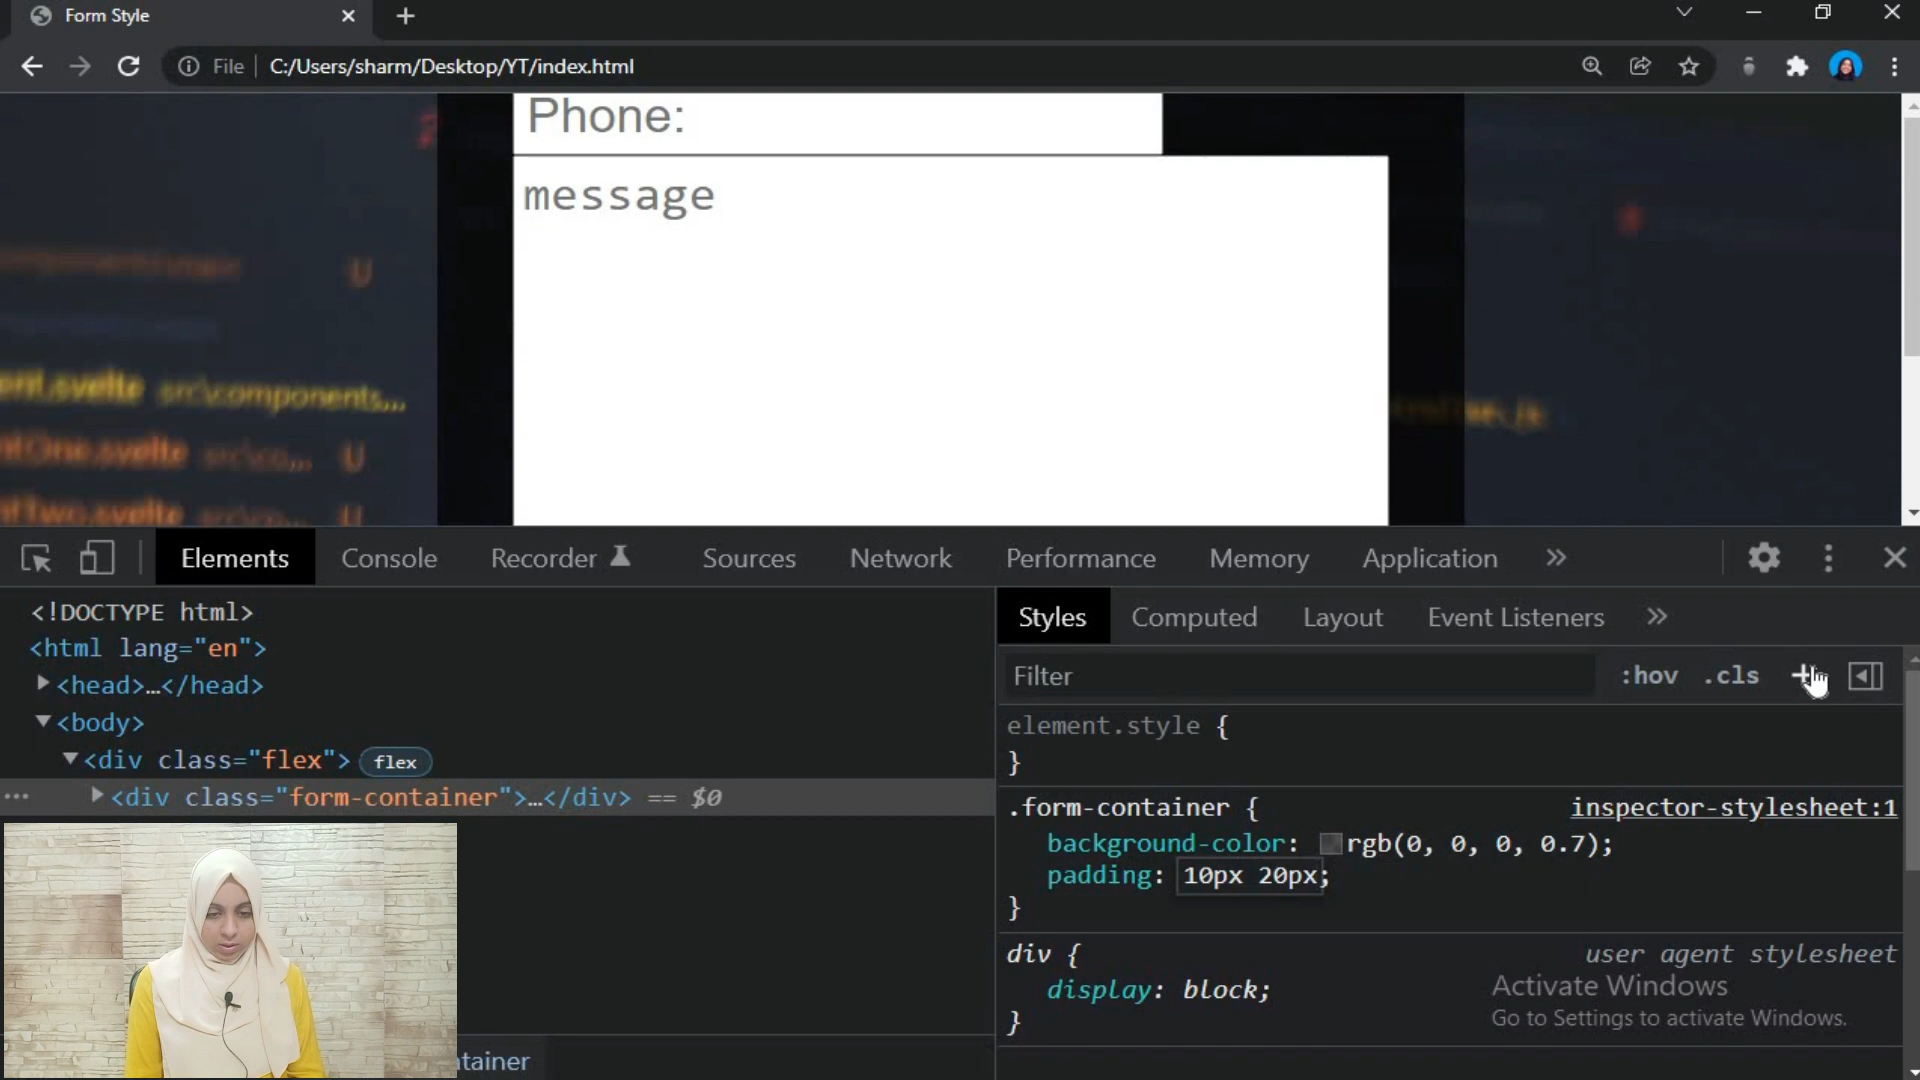 Form Style
File C:/Users/sharm/Desktop/YT/index.html
Phone:
message
U
src\components...
U
Elements Console Recorder Sources Network Performance Memory Application
<!DOCTYPE html>
<html lang="en">
<head>…</head>
<body>
<div class="flex"> flex
<div class="form-container">…</div> == $0
tainer
Styles Computed Layout Event Listeners
Filter :hov .cls
element.style {
}
.form-container { inspector-stylesheet:1
background-color: rgb(0, 0, 0, 0.7);
padding: 10px 20px;
}
div { user agent stylesheet
display: block;
}
Activate Windows
Go to Settings to activate Windows.